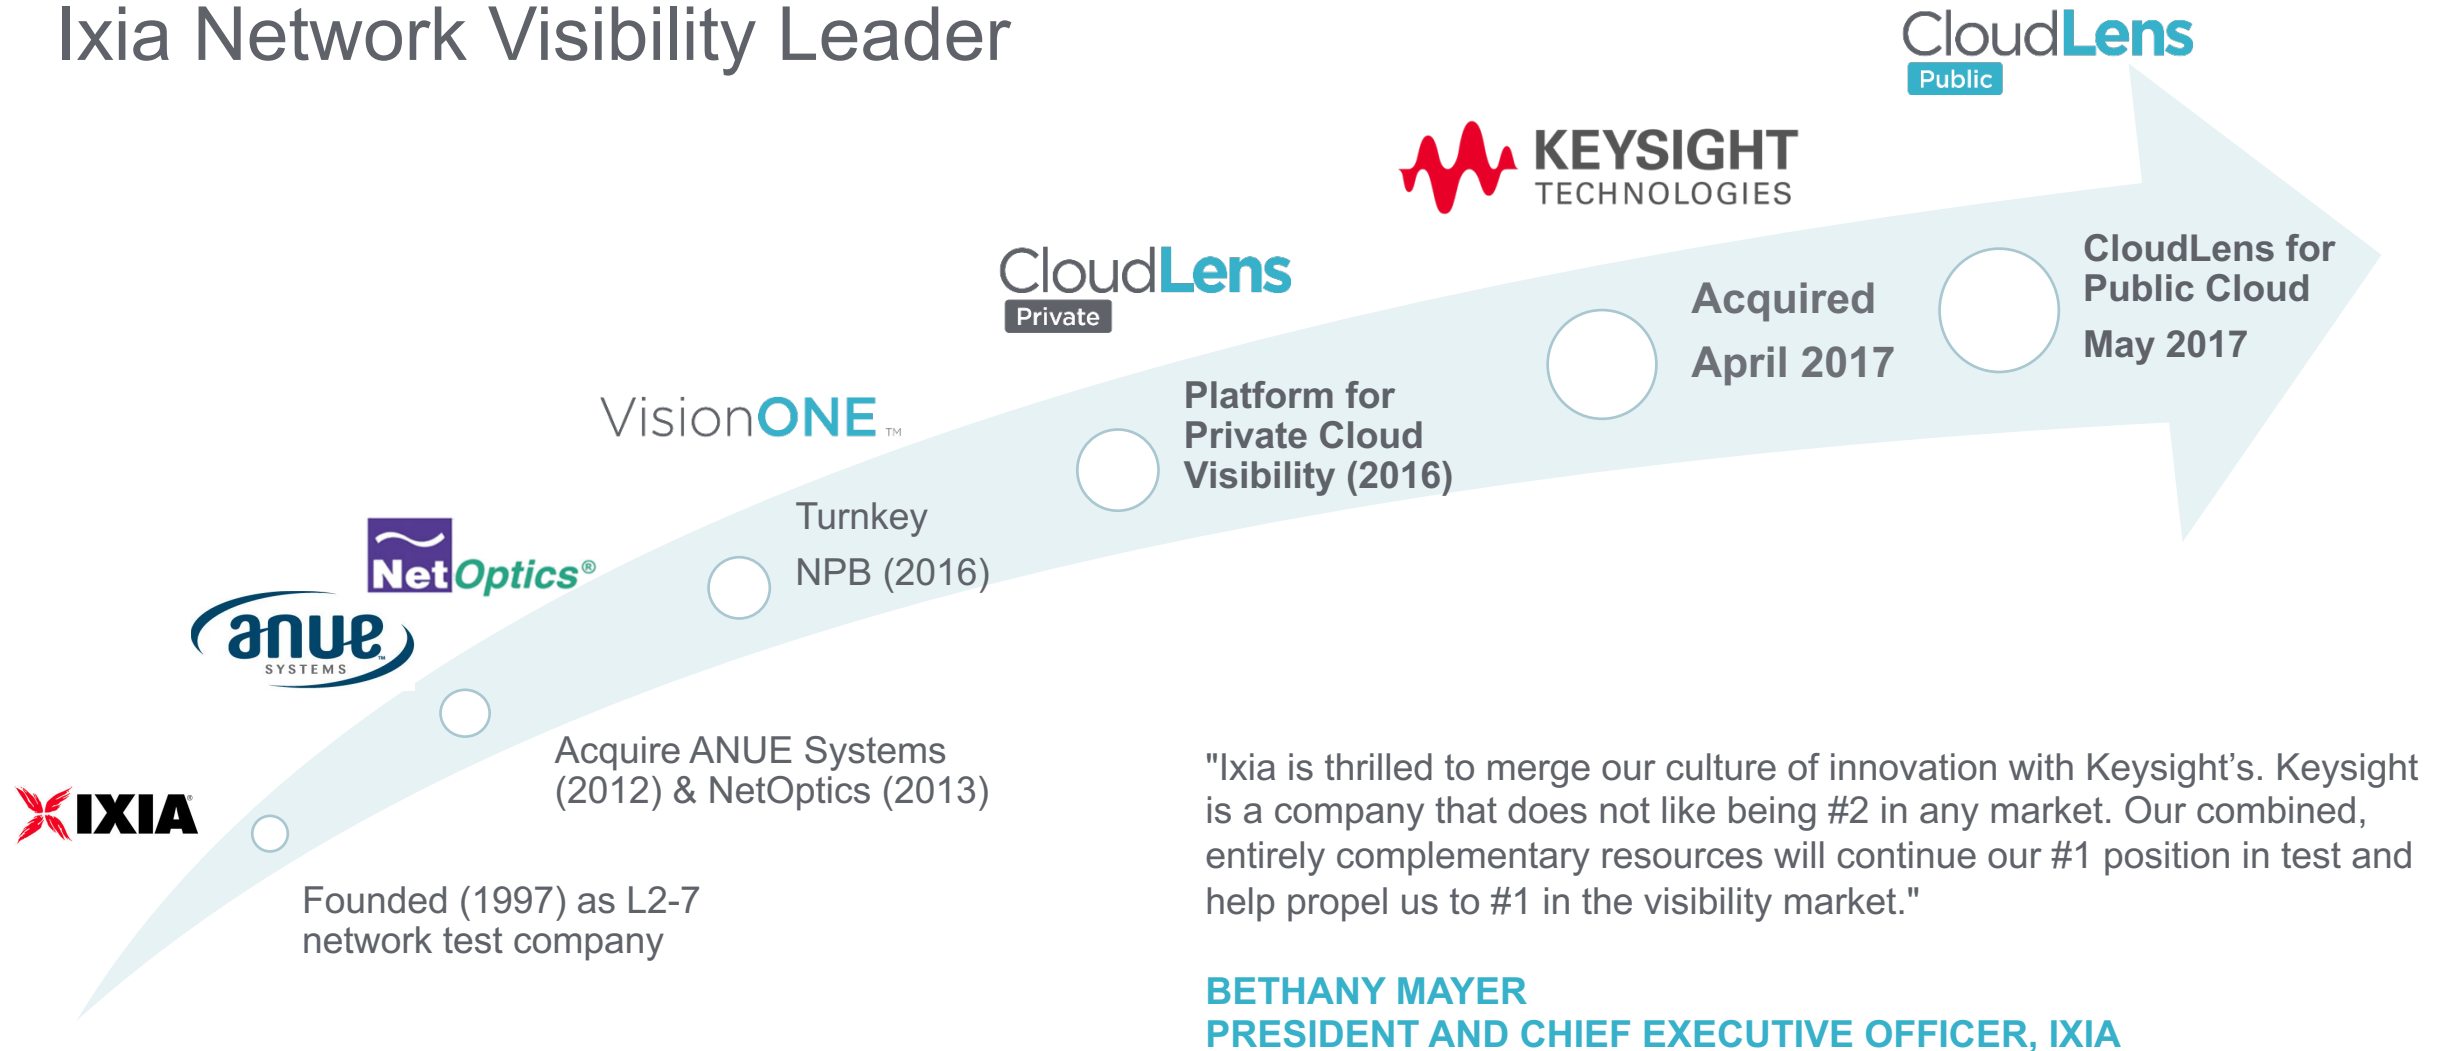 Ixia Network Visibility Leader
CloudLens
Public
KEYSIGHT
TECHNOLOGIES
CloudLens for
Public Cloud
May 2017
Acquired
April 2017
CloudLens
Private
Platform for
Private Cloud
Visibility (2016)
VisionONE™
Turnkey
NPB (2016)
NetOptics®
anue™
SYSTEMS
Acquire ANUE Systems
(2012) & NetOptics (2013)
IXIA®
Founded (1997) as L2-7
network test company
"Ixia is thrilled to merge our culture of innovation with Keysight’s. Keysight
is a company that does not like being #2 in any market. Our combined,
entirely complementary resources will continue our #1 position in test and
help propel us to #1 in the visibility market."
BETHANY MAYER
PRESIDENT AND CHIEF EXECUTIVE OFFICER, IXIA